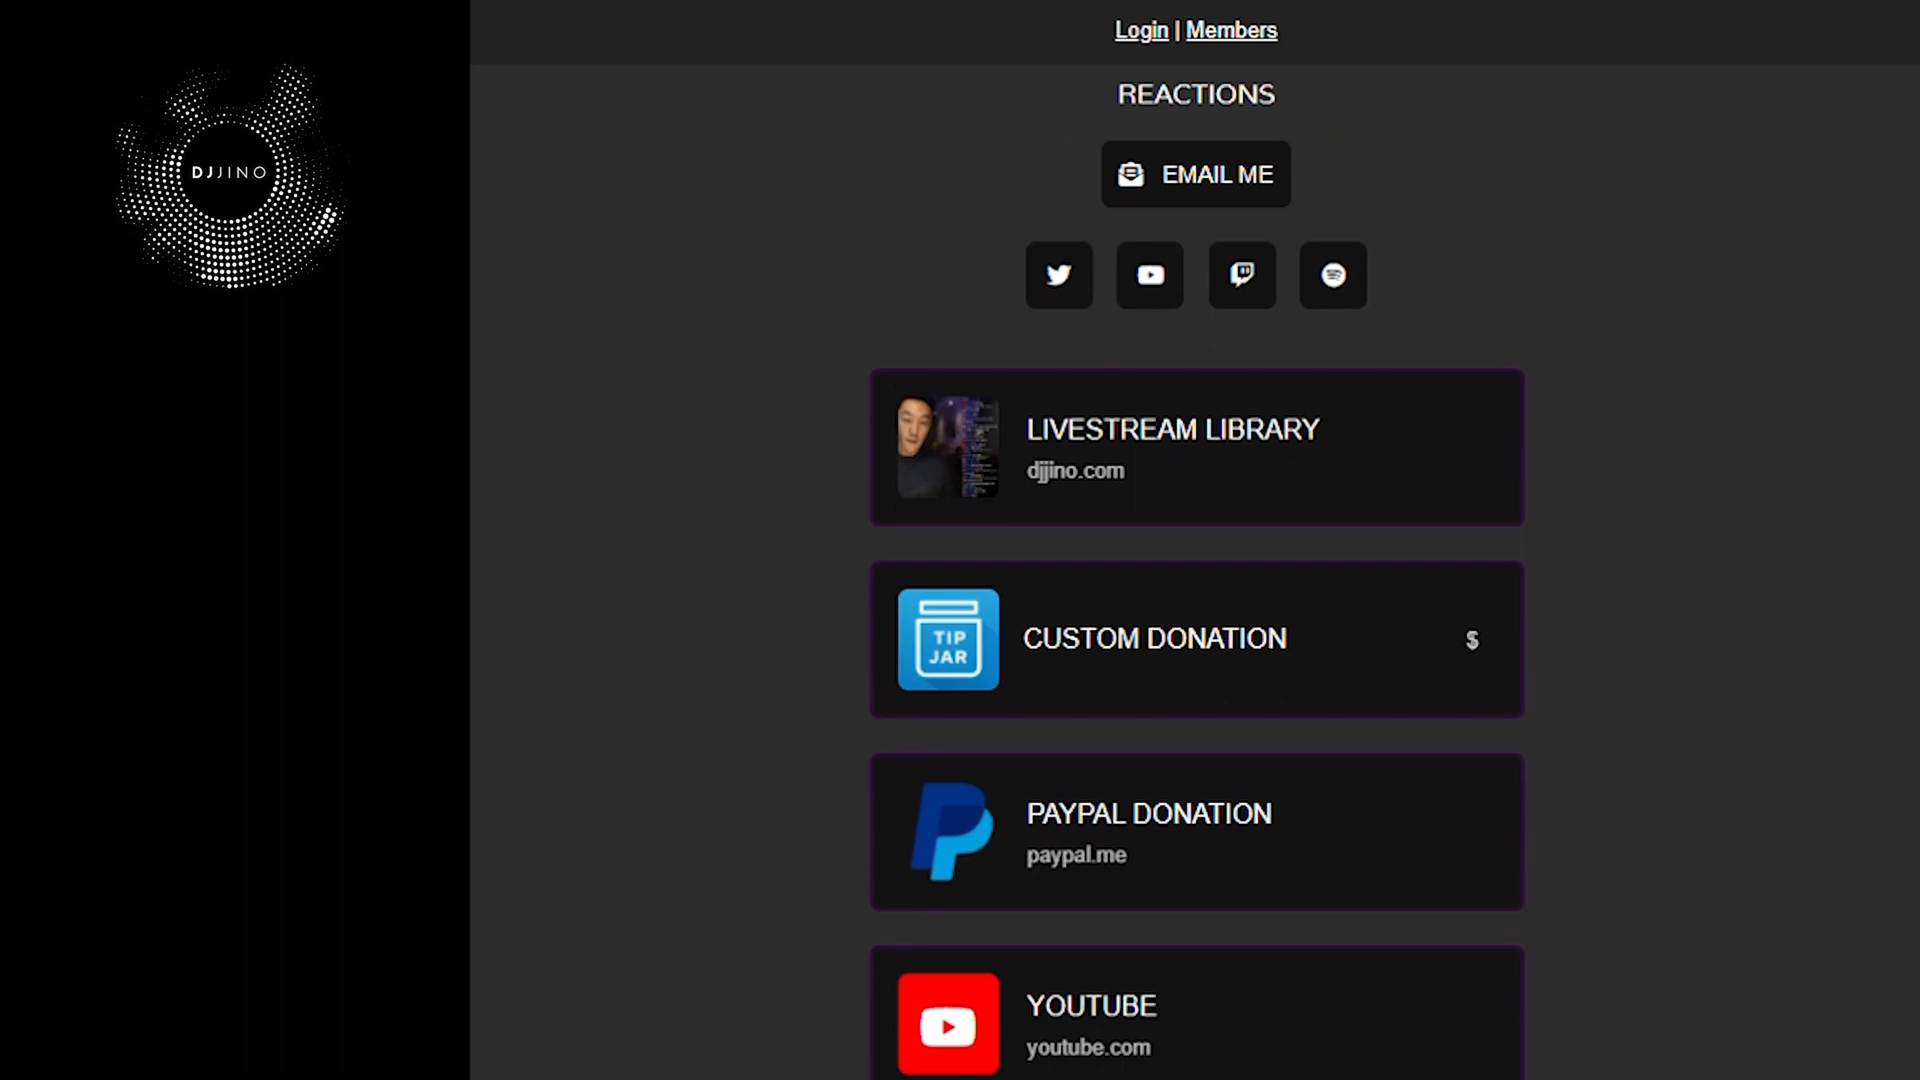 DJJINO
Login | Members
REACTIONS
EMAIL ME
LIVESTREAM LIBRARY
djjino.com
TIP
JAR
CUSTOM DONATION
$
PAYPAL DONATION
paypal.me
YOUTUBE
youtube.com